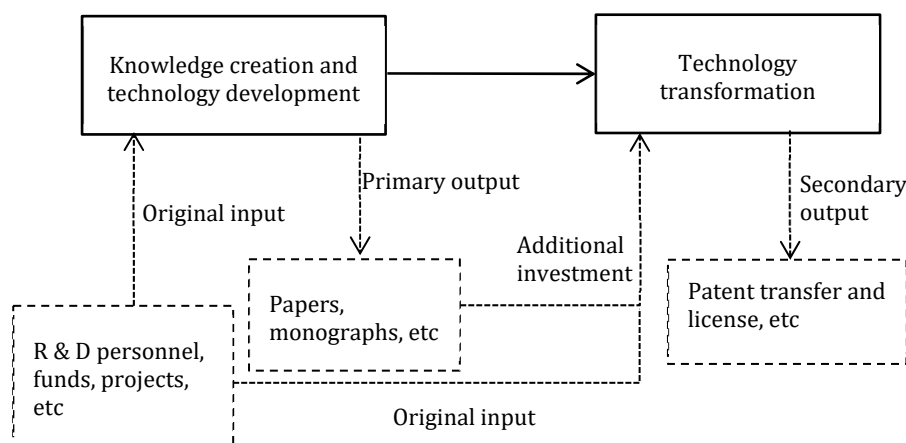 Knowledge creation and
technology development
Technology
transformation
Primary output
Secondary
output
Original input
Additional
investment
Papers,
monographs, etc
Patent transfer and
license, etc
R & D personnel,
funds, projects,
etc
Original input